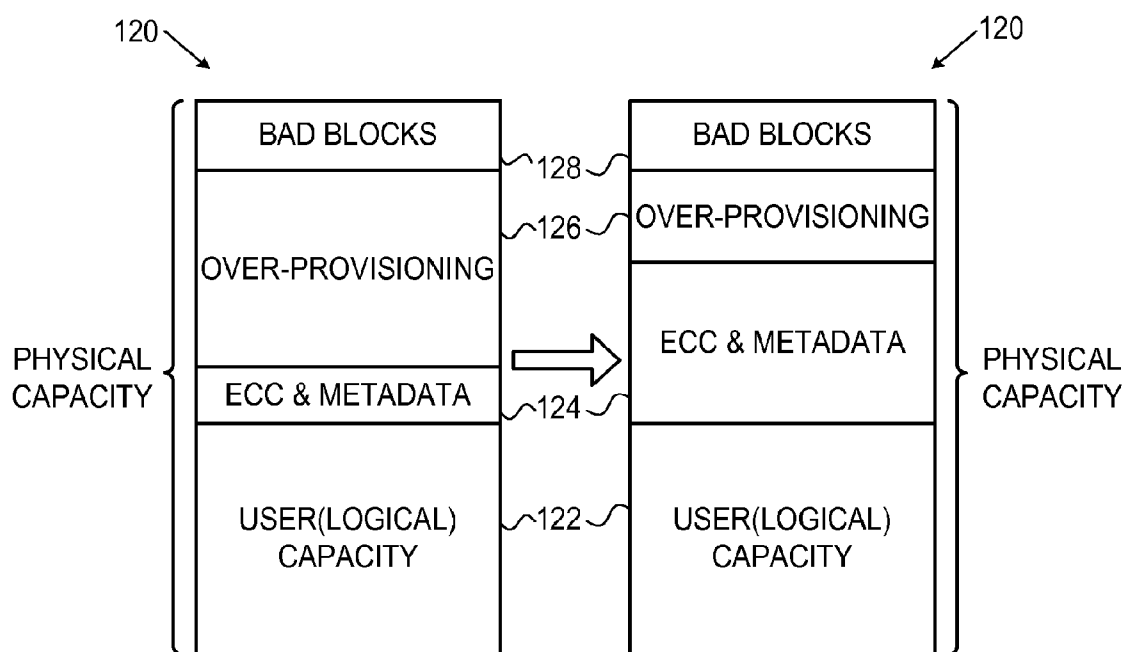 120
120
BAD BLOCKS
BAD BLOCKS
128
126
OVER-PROVISIONING
OVER-PROVISIONING
ECC & METADATA
PHYSICAL
CAPACITY
PHYSICAL
CAPACITY
ECC & METADATA
124
USER(LOGICAL)
CAPACITY
122
USER(LOGICAL)
CAPACITY